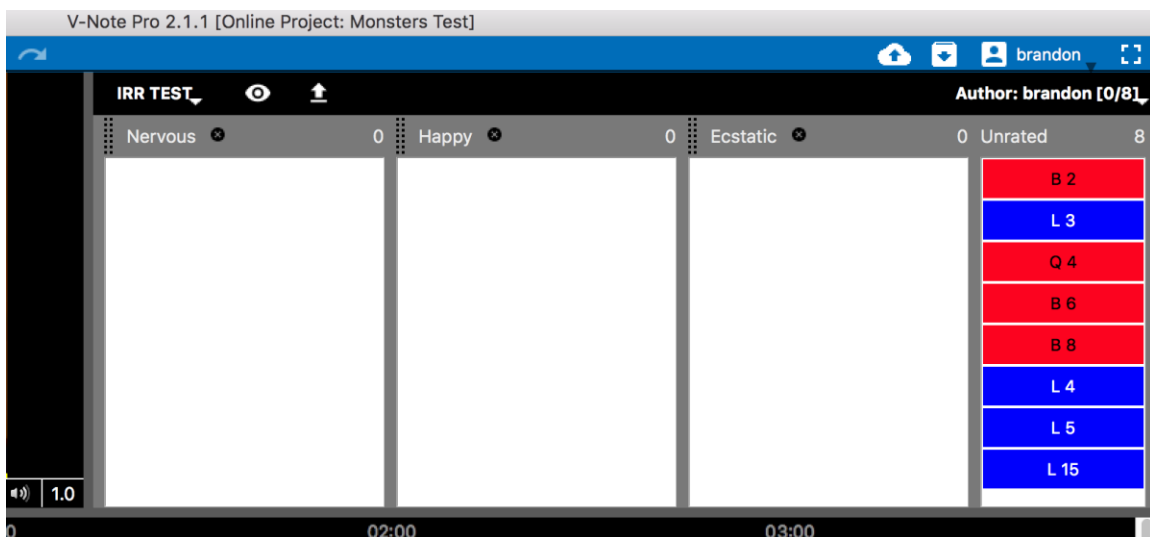 V-Note Pro 2.1.1 [Online Project: Monsters Test]
brandon
IRR TEST
Author: brandon [0/8]
Nervous 0 Happy 0 Ecstatic 0 Unrated 8
B 2
L 3
Q 4
B 6
B 8
L 4
L 5
L 15
1.0
0 02:00 03:00